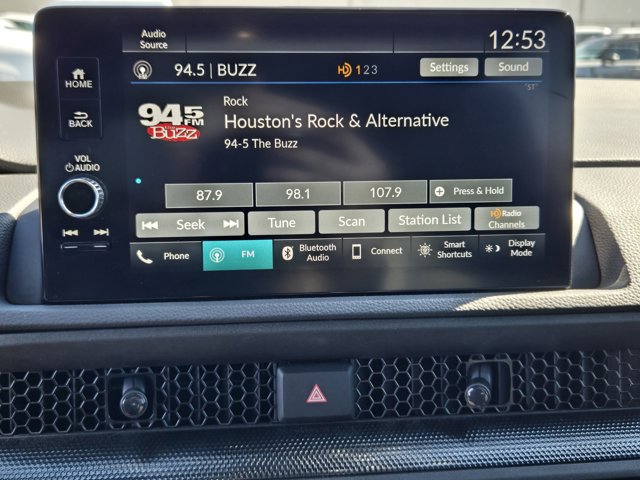 Audio
Source
12:53
HOME
94.5 | BUZZ
HD 1 2 3
Settings
Sound
"ST"
BACK
94.5
FM
The
Buzz
Rock
Houston's Rock & Alternative
94-5 The Buzz
VOL
AUDIO
87.9
98.1
107.9
Press & Hold
Seek
Tune
Scan
Station List
HD Radio
Channels
Phone
FM
Bluetooth
Audio
Connect
Smart
Shortcuts
Display
Mode